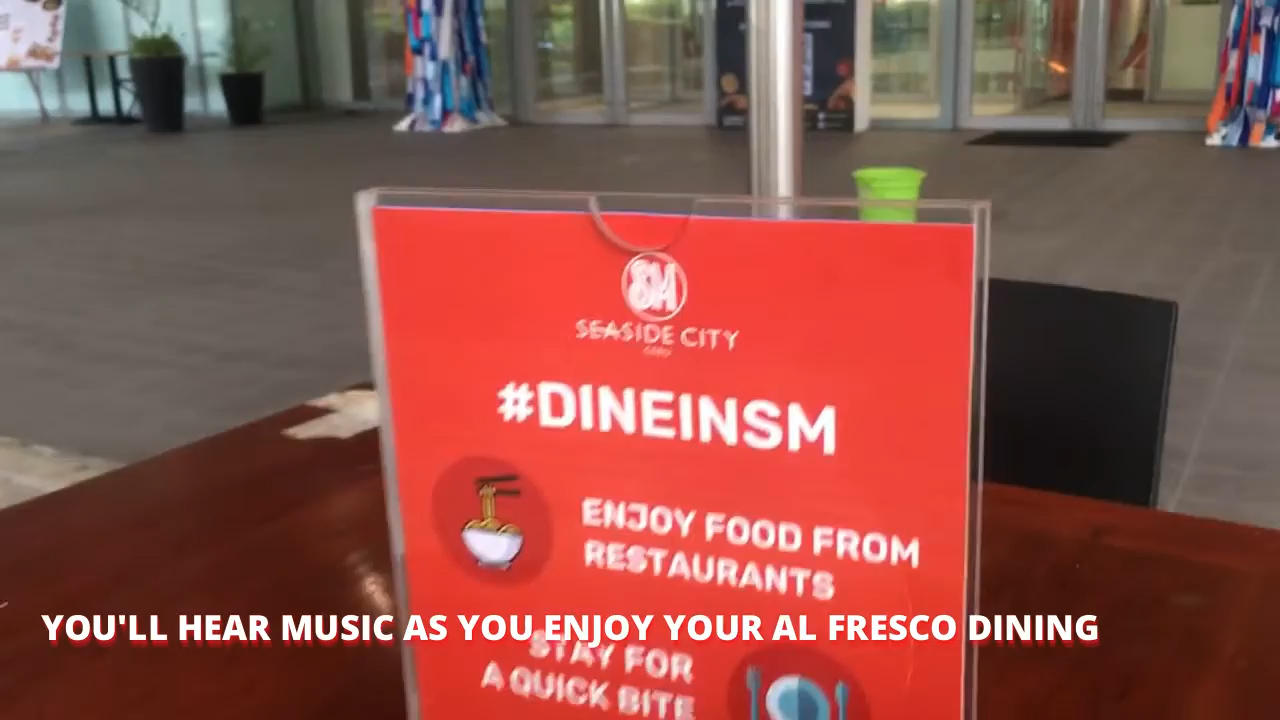 SM
SEASIDE CITY
CEBU
#DINEINSM
ENJOY FOOD FROM
RESTAURANTS
YOU'LL HEAR MUSIC AS YOU ENJOY YOUR AL FRESCO DINING
STAY FOR
A QUICK BITE